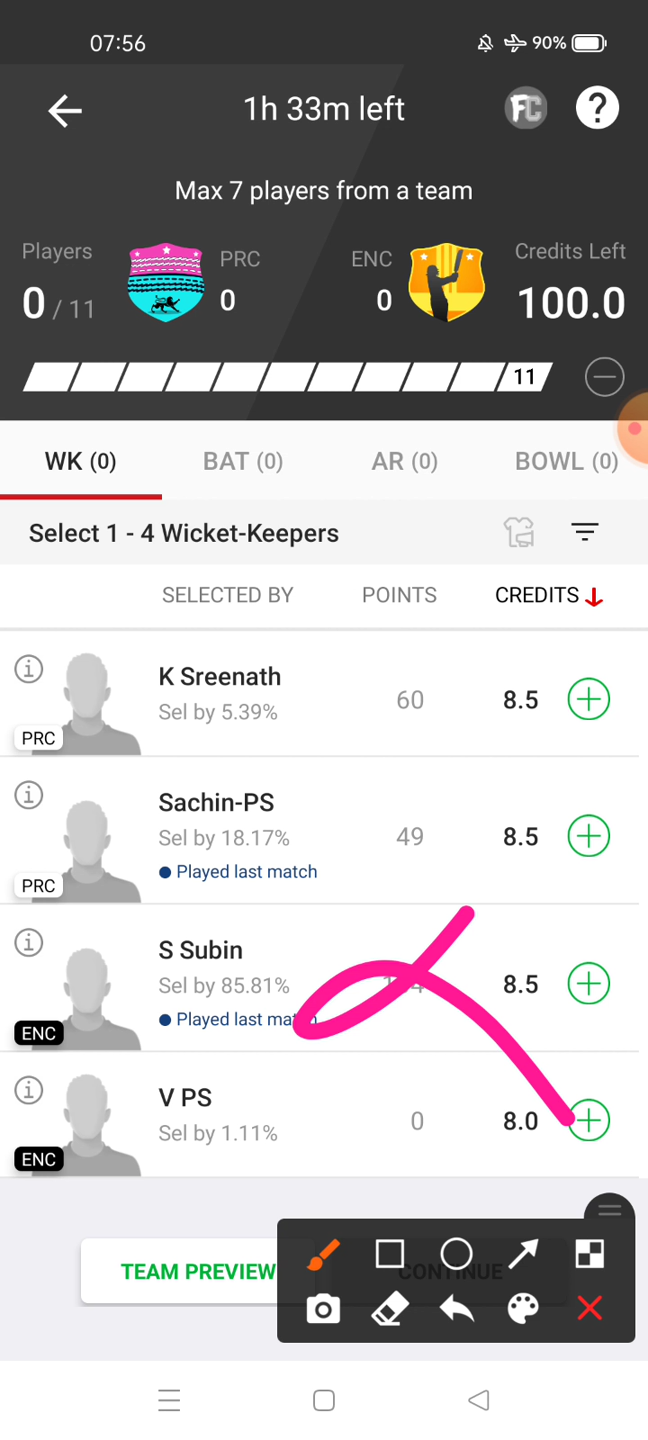 07:56
90%
1h 33m left
FC
?
Max 7 players from a team
Players
PRC
ENC
Credits Left
0 / 11
0
0
100.0
11
WK (0)
BAT (0)
AR (0)
BOWL (0)
Select 1 - 4 Wicket-Keepers
SELECTED BY
POINTS
CREDITS
K Sreenath
Sel by 5.39%
60
8.5
PRC
Sachin-PS
Sel by 18.17%
49
8.5
Played last match
PRC
S Subin
Sel by 85.81%
8.5
Played last match
ENC
V PS
Sel by 1.11%
0
8.0
ENC
TEAM PREVIEW
CONTINUE